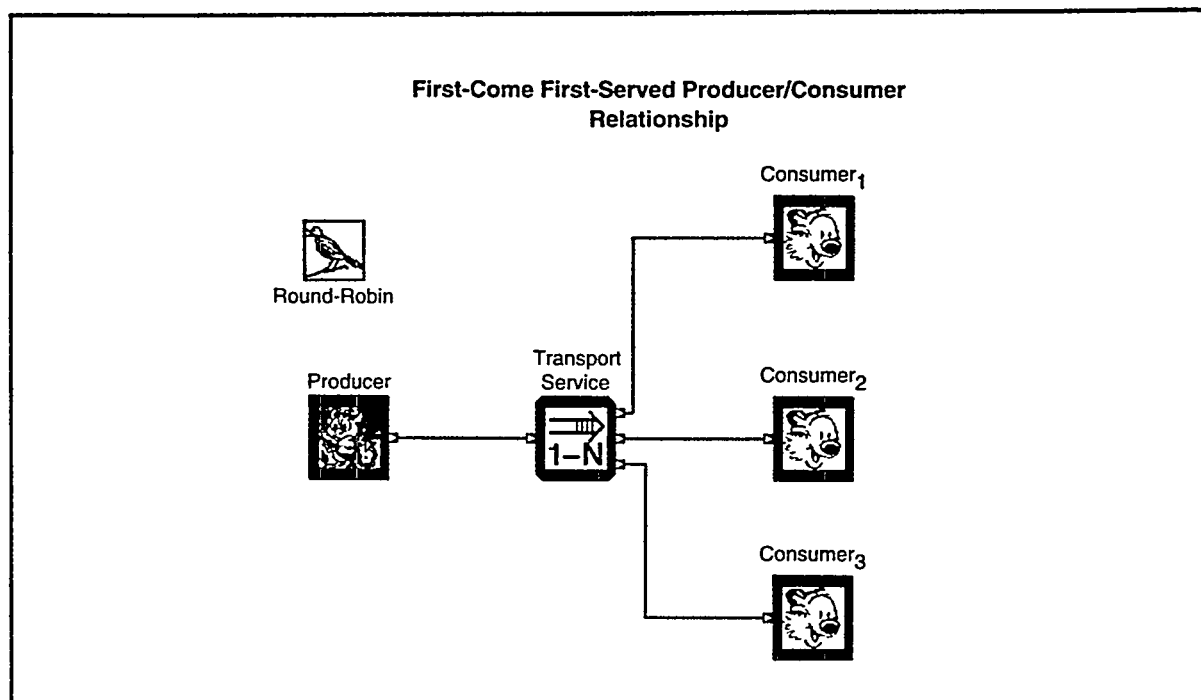 First-Come First-Served Producer/Consumer
Relationship
Consumer1
Round-Robin
Transport
Service
Producer
1–N
Consumer2
Consumer3